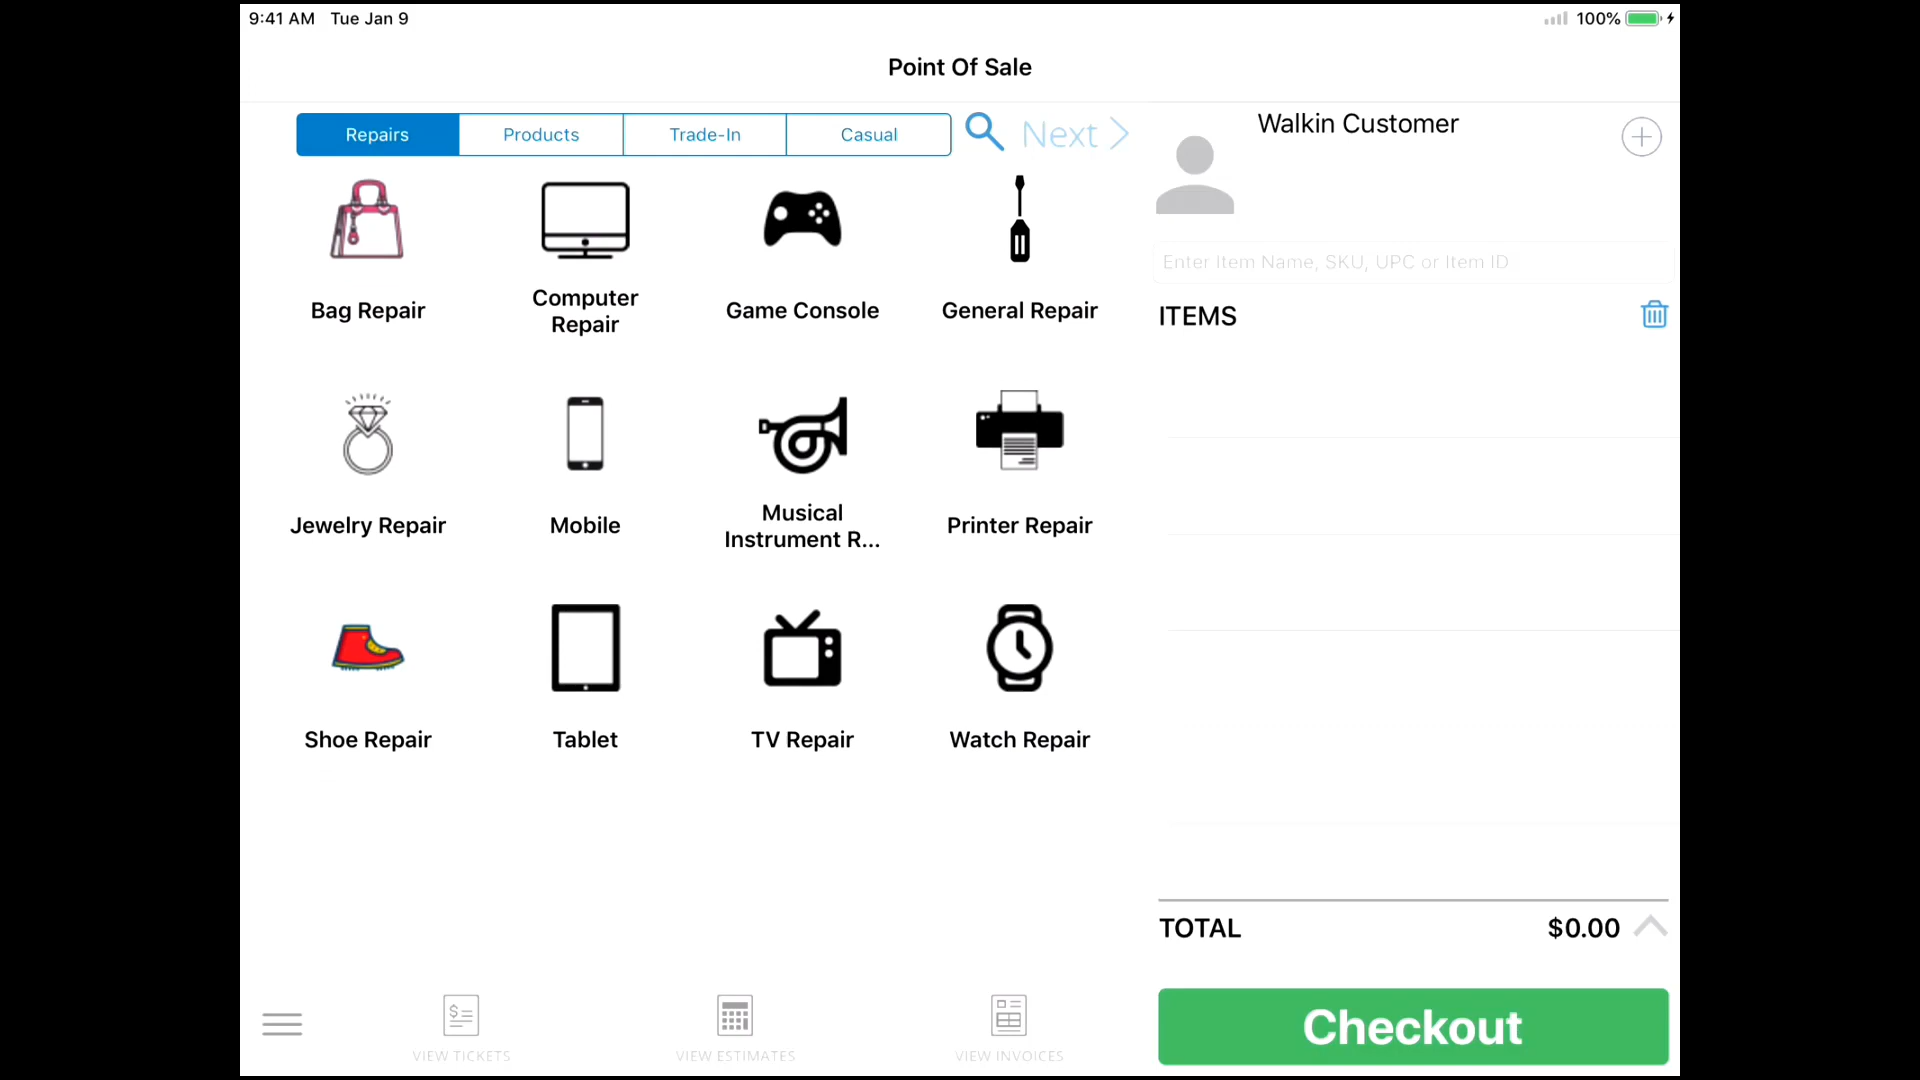 9:41 AM Tue Jan 9
100%
Point Of Sale
Repairs
Products
Trade-In
Casual
Next
Walkin Customer
Enter Item Name, SKU, UPC or Item ID
ITEMS
Bag Repair
Computer
Repair
Game Console
General Repair
Jewelry Repair
Mobile
Musical
Instrument R...
Printer Repair
Shoe Repair
Tablet
TV Repair
Watch Repair
TOTAL
$0.00
VIEW TICKETS
VIEW ESTIMATES
VIEW INVOICES
Checkout